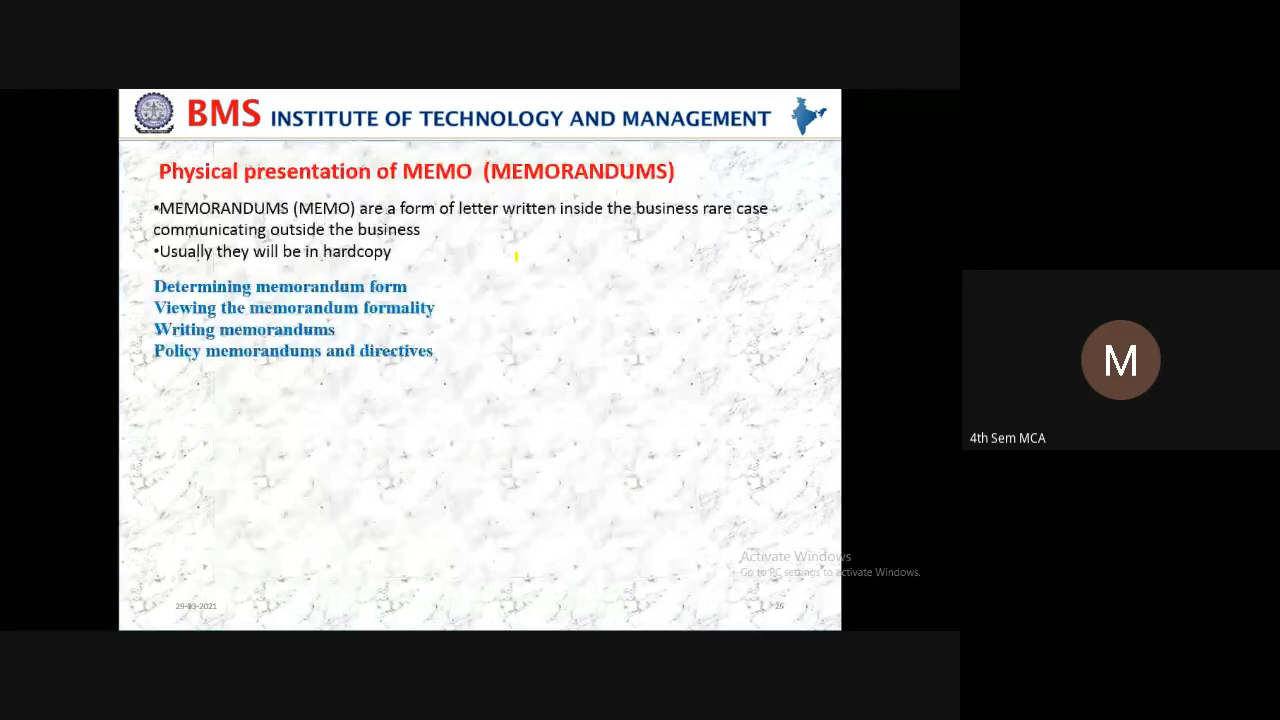 BMS INSTITUTE OF TECHNOLOGY AND MANAGEMENT
Physical presentation of MEMO (MEMORANDUMS)
•MEMORANDUMS (MEMO) are a form of letter written inside the business rare case
communicating outside the business
•Usually they will be in hardcopy
Determining memorandum form
Viewing the memorandum formality
Writing memorandums
Policy memorandums and directives
M
4th Sem MCA
Activate Windows
Go to PC settings to activate Windows.
29-03-2021
26